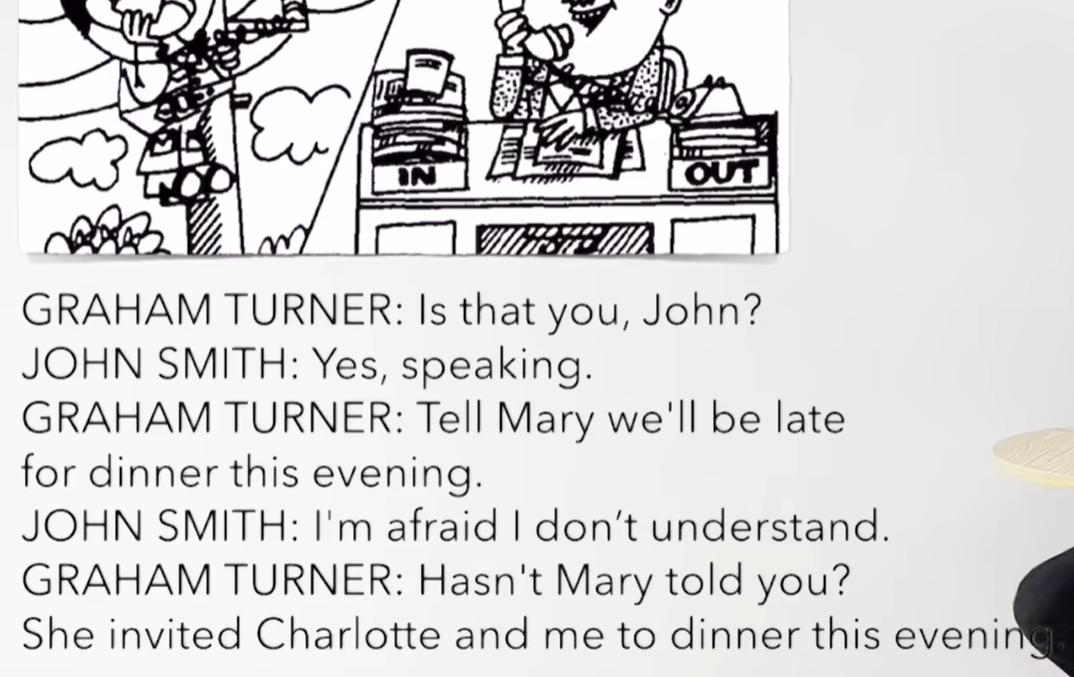 IN
OUT
GRAHAM TURNER: Is that you, John?
JOHN SMITH: Yes, speaking.
GRAHAM TURNER: Tell Mary we'll be late
for dinner this evening.
JOHN SMITH: I'm afraid I don’t understand.
GRAHAM TURNER: Hasn't Mary told you?
She invited Charlotte and me to dinner this evening.